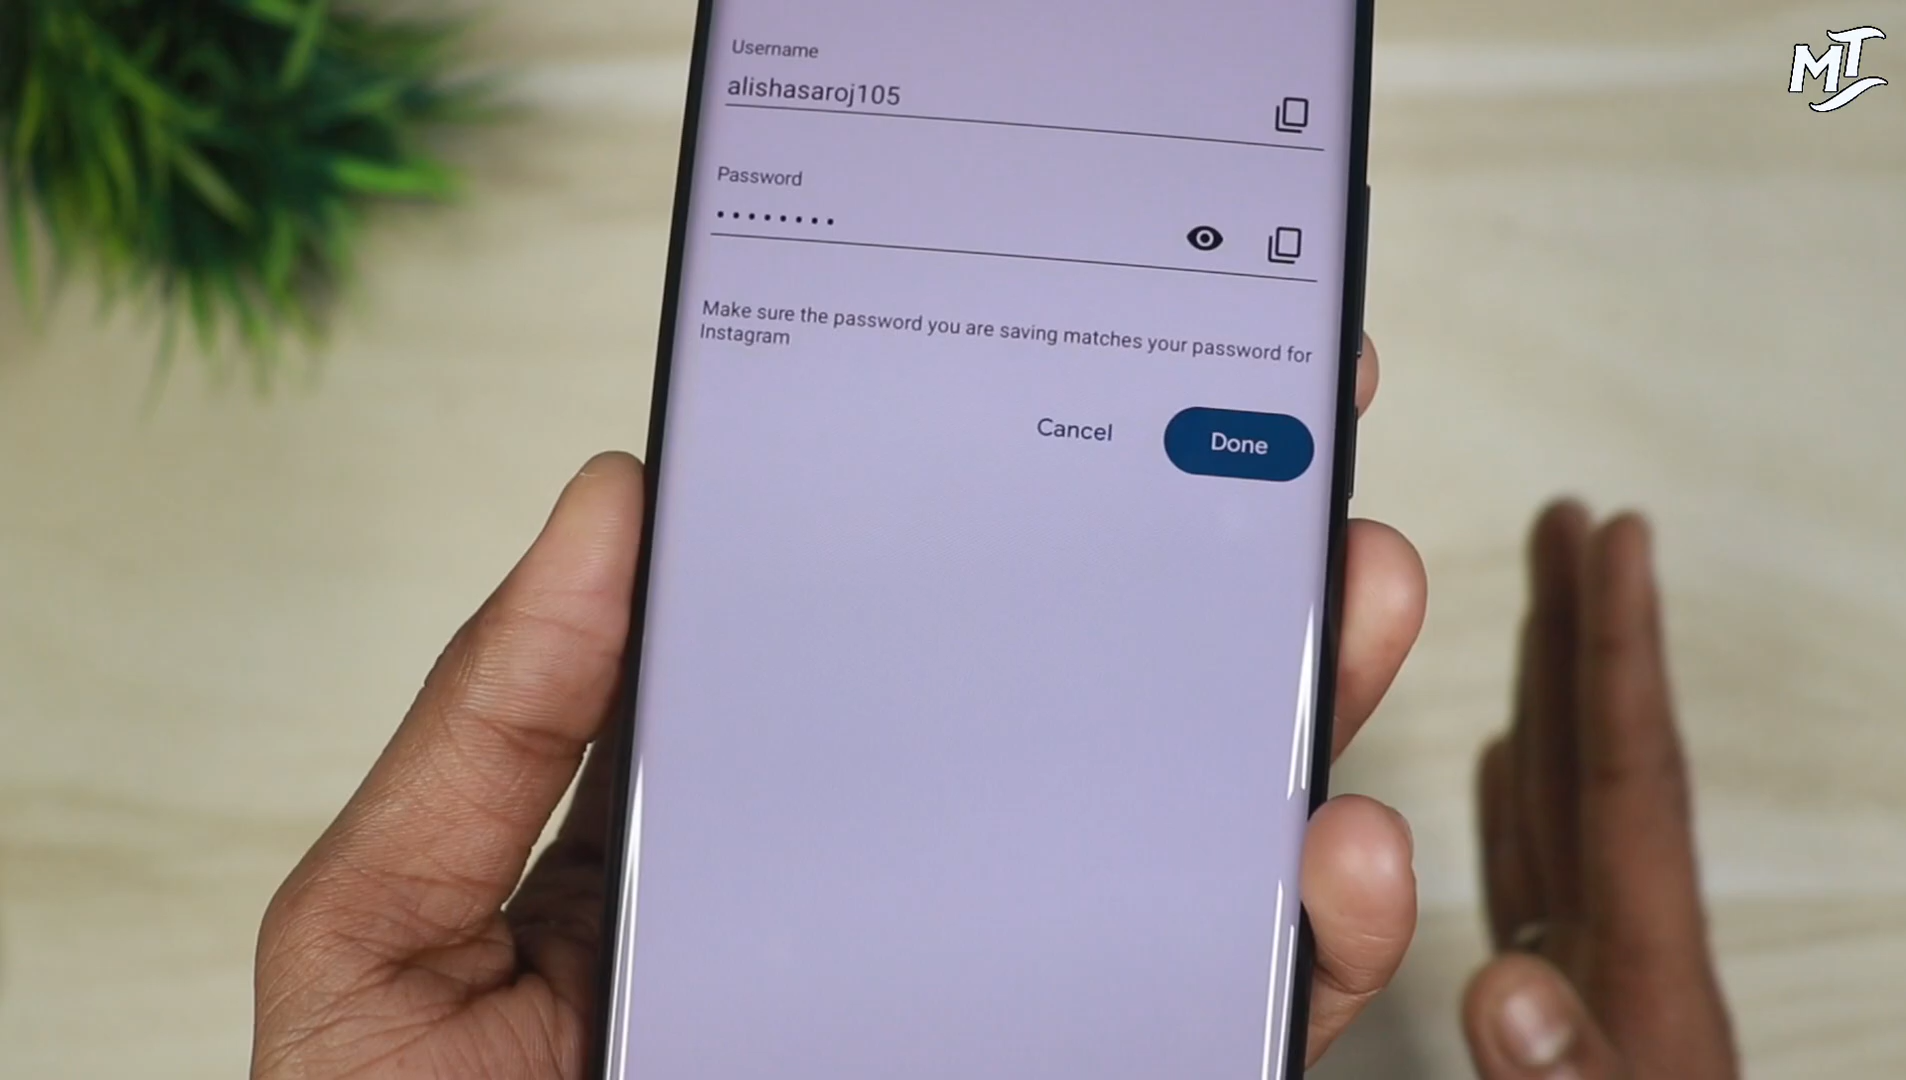 MT
Username
alishasaroj105
Password
••••••••
Make sure the password you are saving matches your password for
Instagram
Cancel
Done